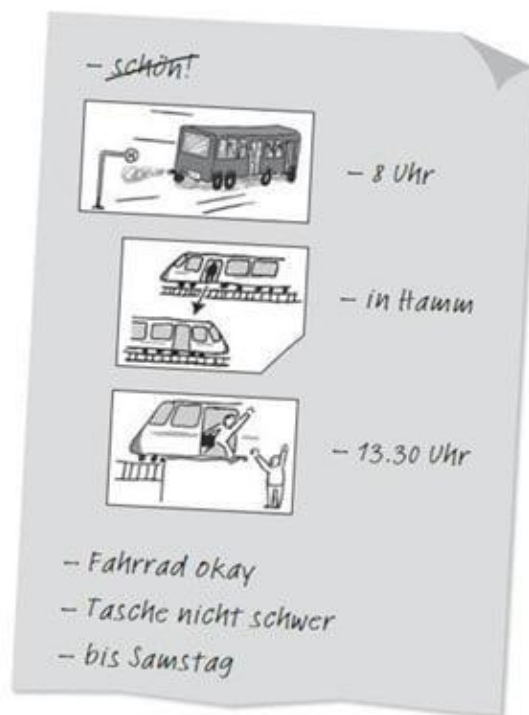 – schön!
– 8 Uhr
– in Hamm
– 13.30 Uhr
– Fahrrad okay
– Tasche nicht schwer
– bis Samstag